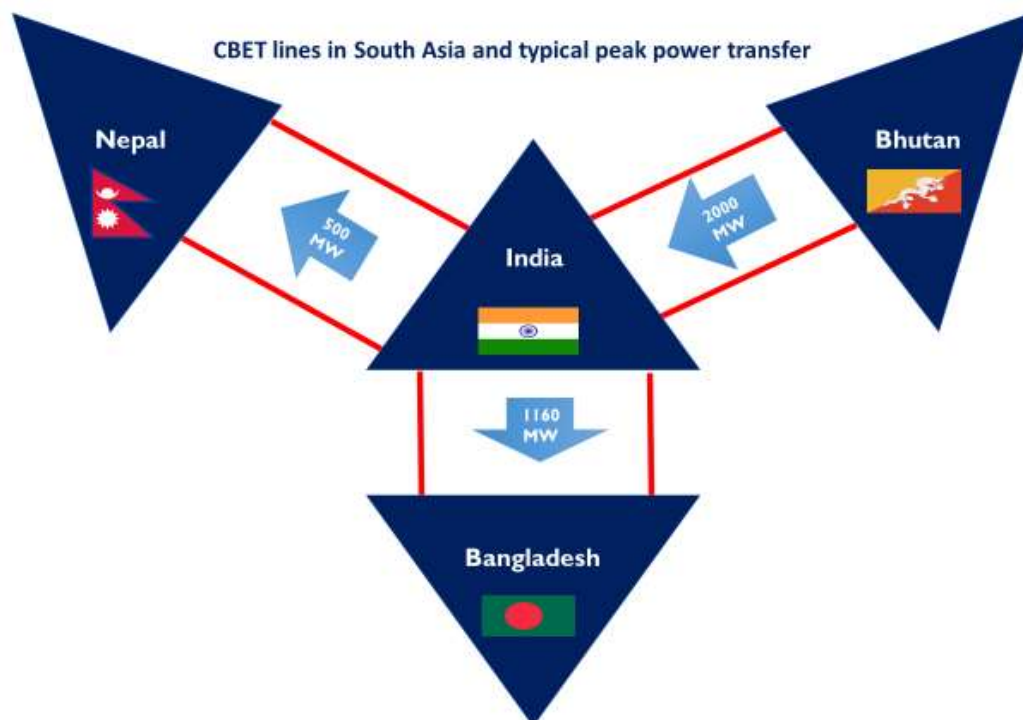 CBET lines in South Asia and typical peak power transfer
Nepal
Bhutan
500
MW
2000
MW
India
1160
MW
Bangladesh